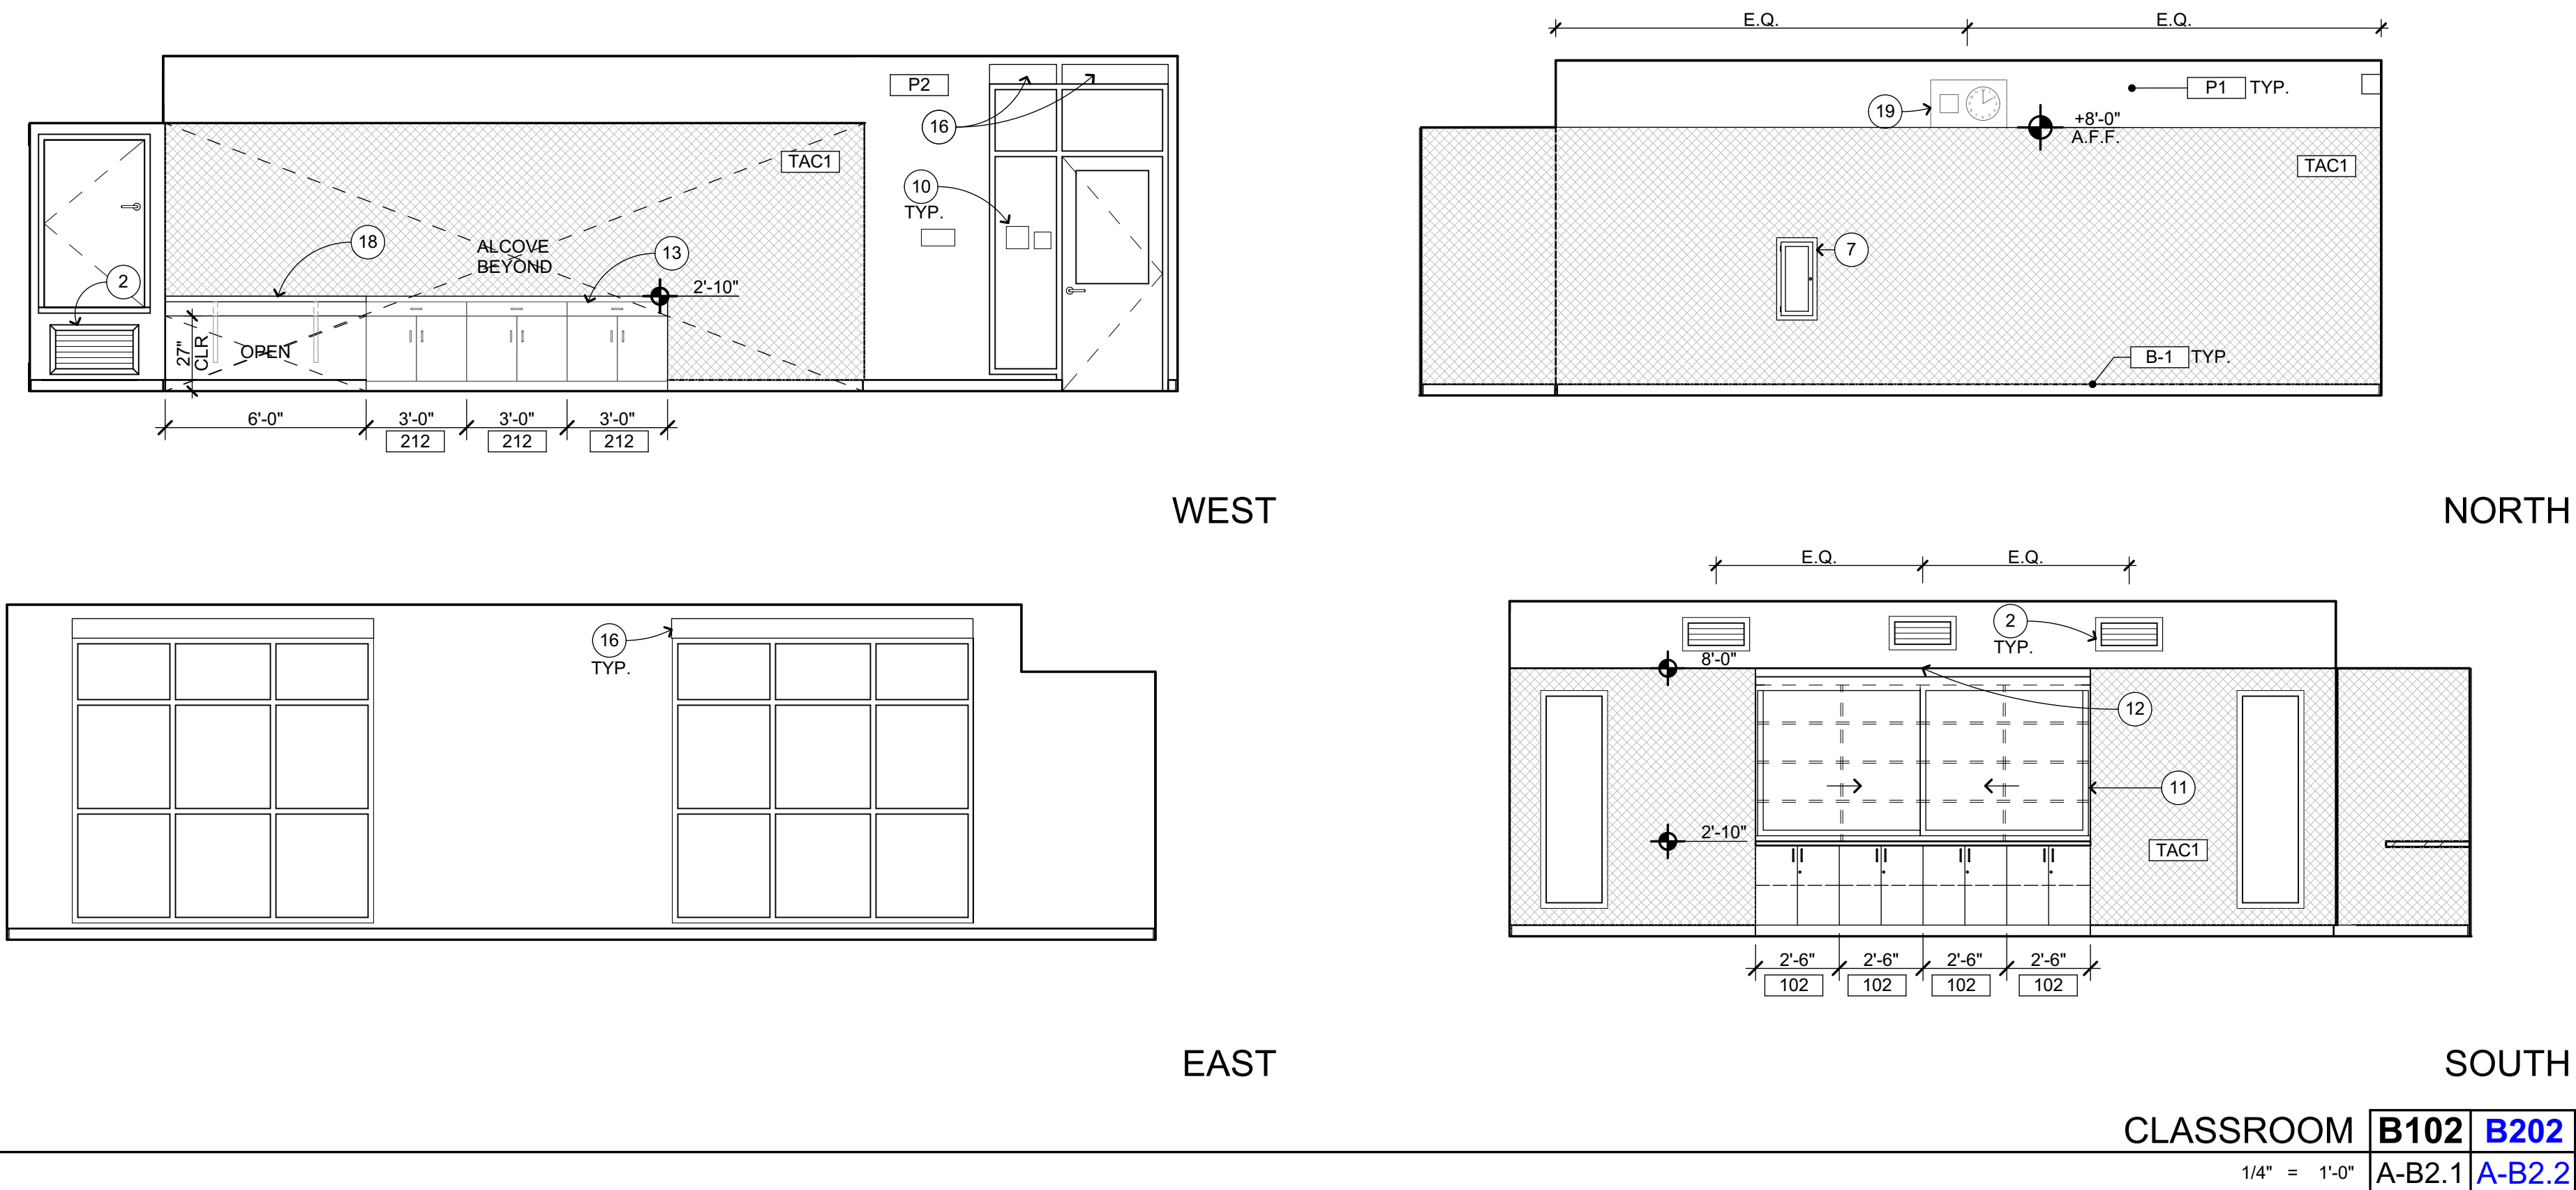 P2
16
TAC1
10
TYP.
18
ALCOVE
BEYOND
13
2
2'-10"
27"
CLR
OPEN
6'-0"
3'-0"
3'-0"
3'-0"
212
212
212
WEST
E.Q.
E.Q.
19
P1
TYP.
+8'-0"
A.F.F.
TAC1
7
B-1
TYP.
NORTH
16
TYP.
EAST
E.Q.
E.Q.
2
TYP.
8'-0"
12
11
2'-10"
TAC1
2'-6"
2'-6"
2'-6"
2'-6"
102
102
102
102
SOUTH
CLASSROOM B102 B202
1/4" = 1'-0" A-B2.1 A-B2.2